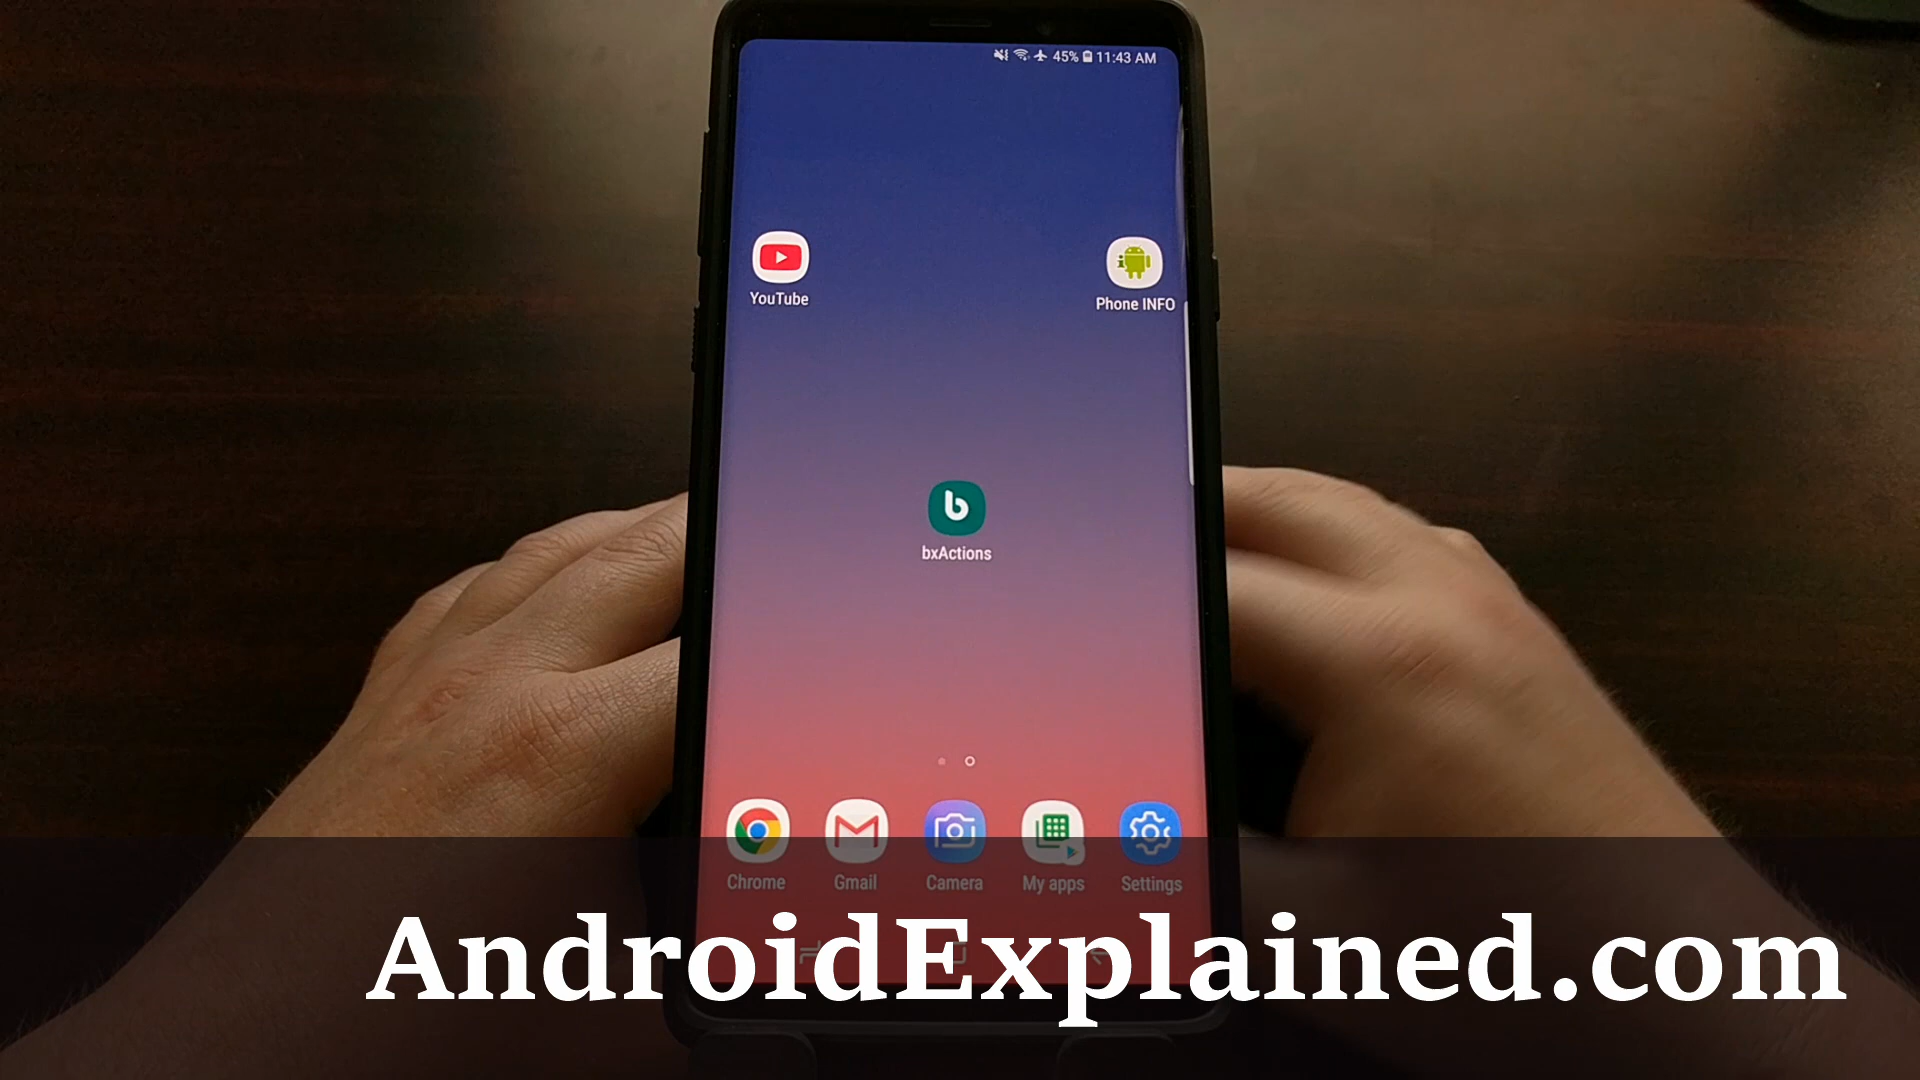 45% 11:43 AM
YouTube
Phone INFO
bxActions
Chrome Gmail Camera My apps Settings
AndroidExplained.com